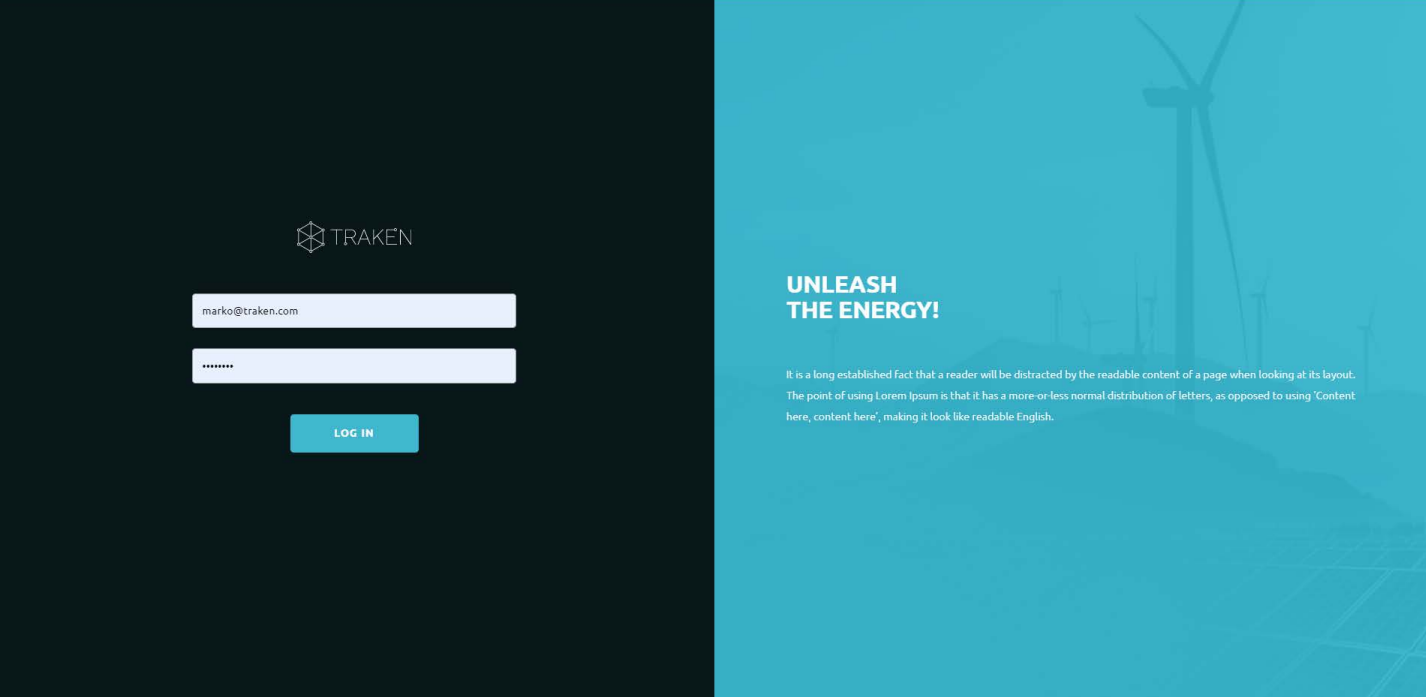 TRAKEN
marko@traken.com
••••••••
LOG IN
UNLEASH
THE ENERGY!
It is a long established fact that a reader will be distracted by the readable content of a page when looking at its layout.
The point of using Lorem Ipsum is that it has a more-or-less normal distribution of letters, as opposed to using 'Content
here, content here', making it look like readable English.